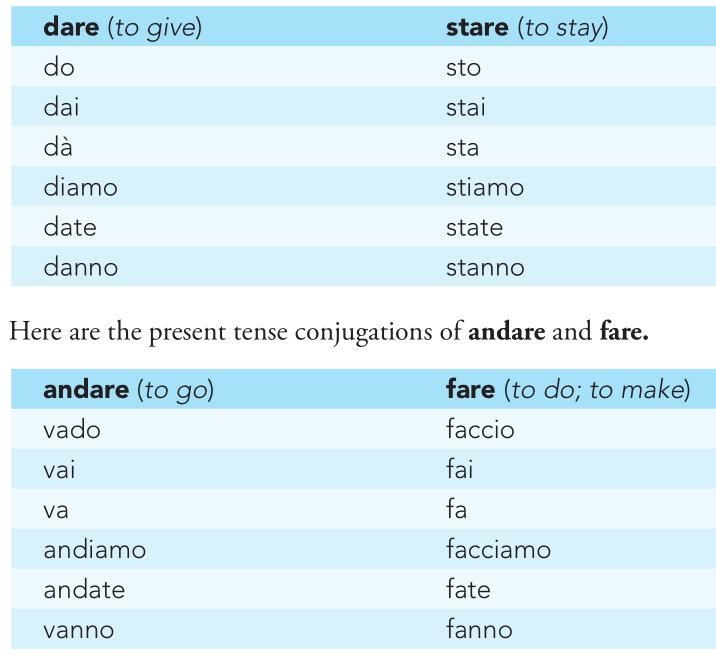 dare (to give) stare (to stay)
do sto
dai stai
dà sta
diamo stiamo
date state
danno stanno
Here are the present tense conjugations of andare and fare.
andare (to go) fare (to do; to make)
vado faccio
vai fai
va fa
andiamo facciamo
andate fate
vanno fanno